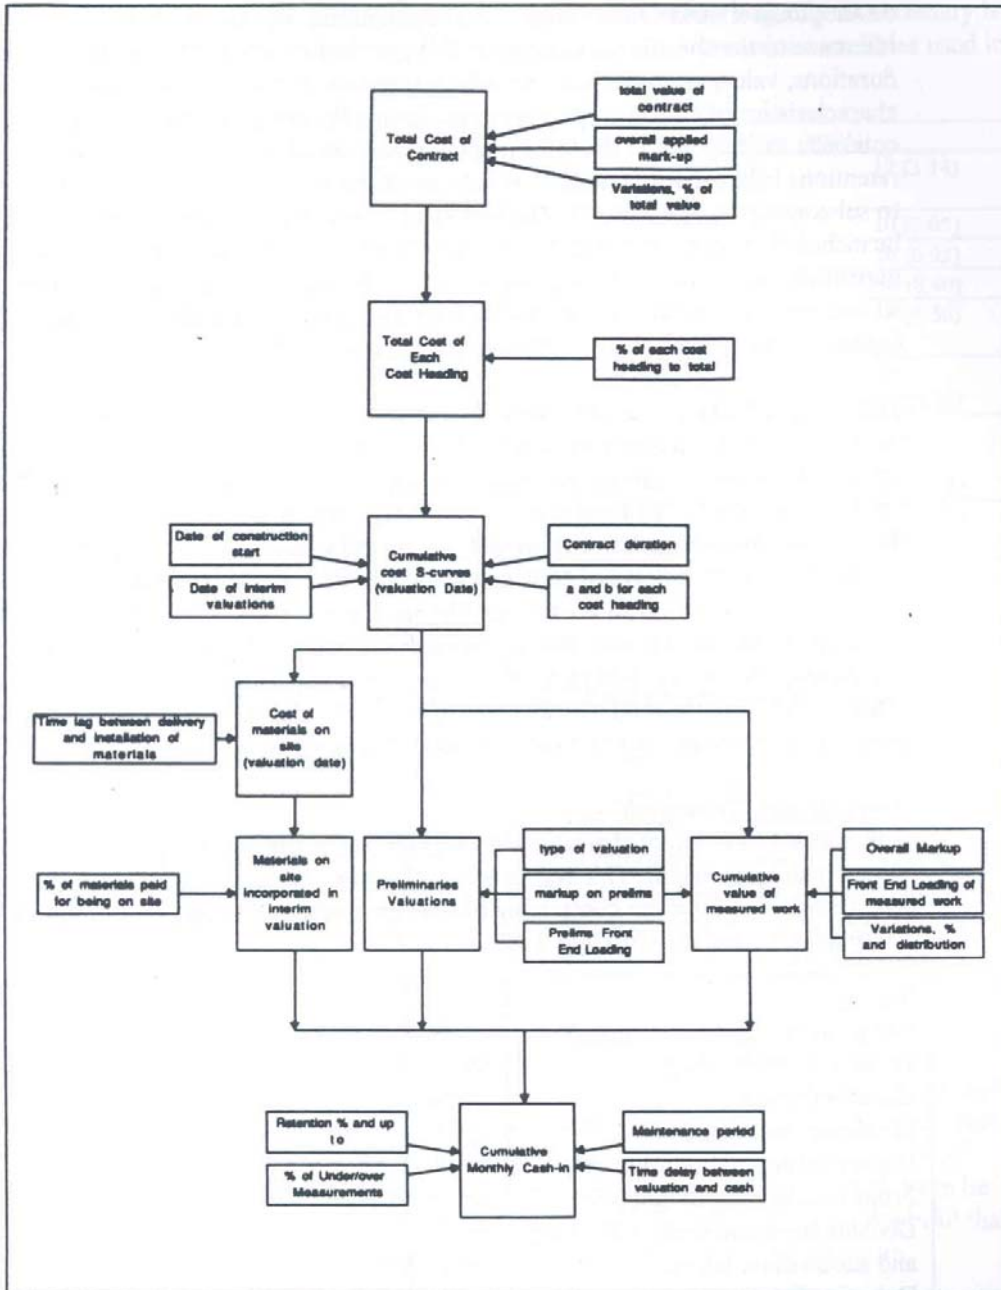 total value of
contract
Total Cost of
Contract
overall applied
mark-up
Variations, % of
total value
Total Cost of
Each
Cost Heading
% of each cost
heading to total
Date of construction
start
Cumulative
cost S-curves
(valuation Date)
Contract duration
Date of interim
valuations
a and b for each
cost heading
Time lag between delivery
and installation of
materials
Cost of
materials on
site
(valuation date)
% of materials paid
for being on site
Materials on
site
incorporated in
interim
valuation
Preliminaries
Valuations
type of valuation
markup on prelims
Prelims Front
End Loading
Cumulative
value of
measured work
Overall Markup
Front End Loading of
measured work
Variations, %
and distribution
Retention % and up
to
% of Under/over
Measurements
Cumulative
Monthly Cash-in
Maintenance period
Time delay between
valuation and cash